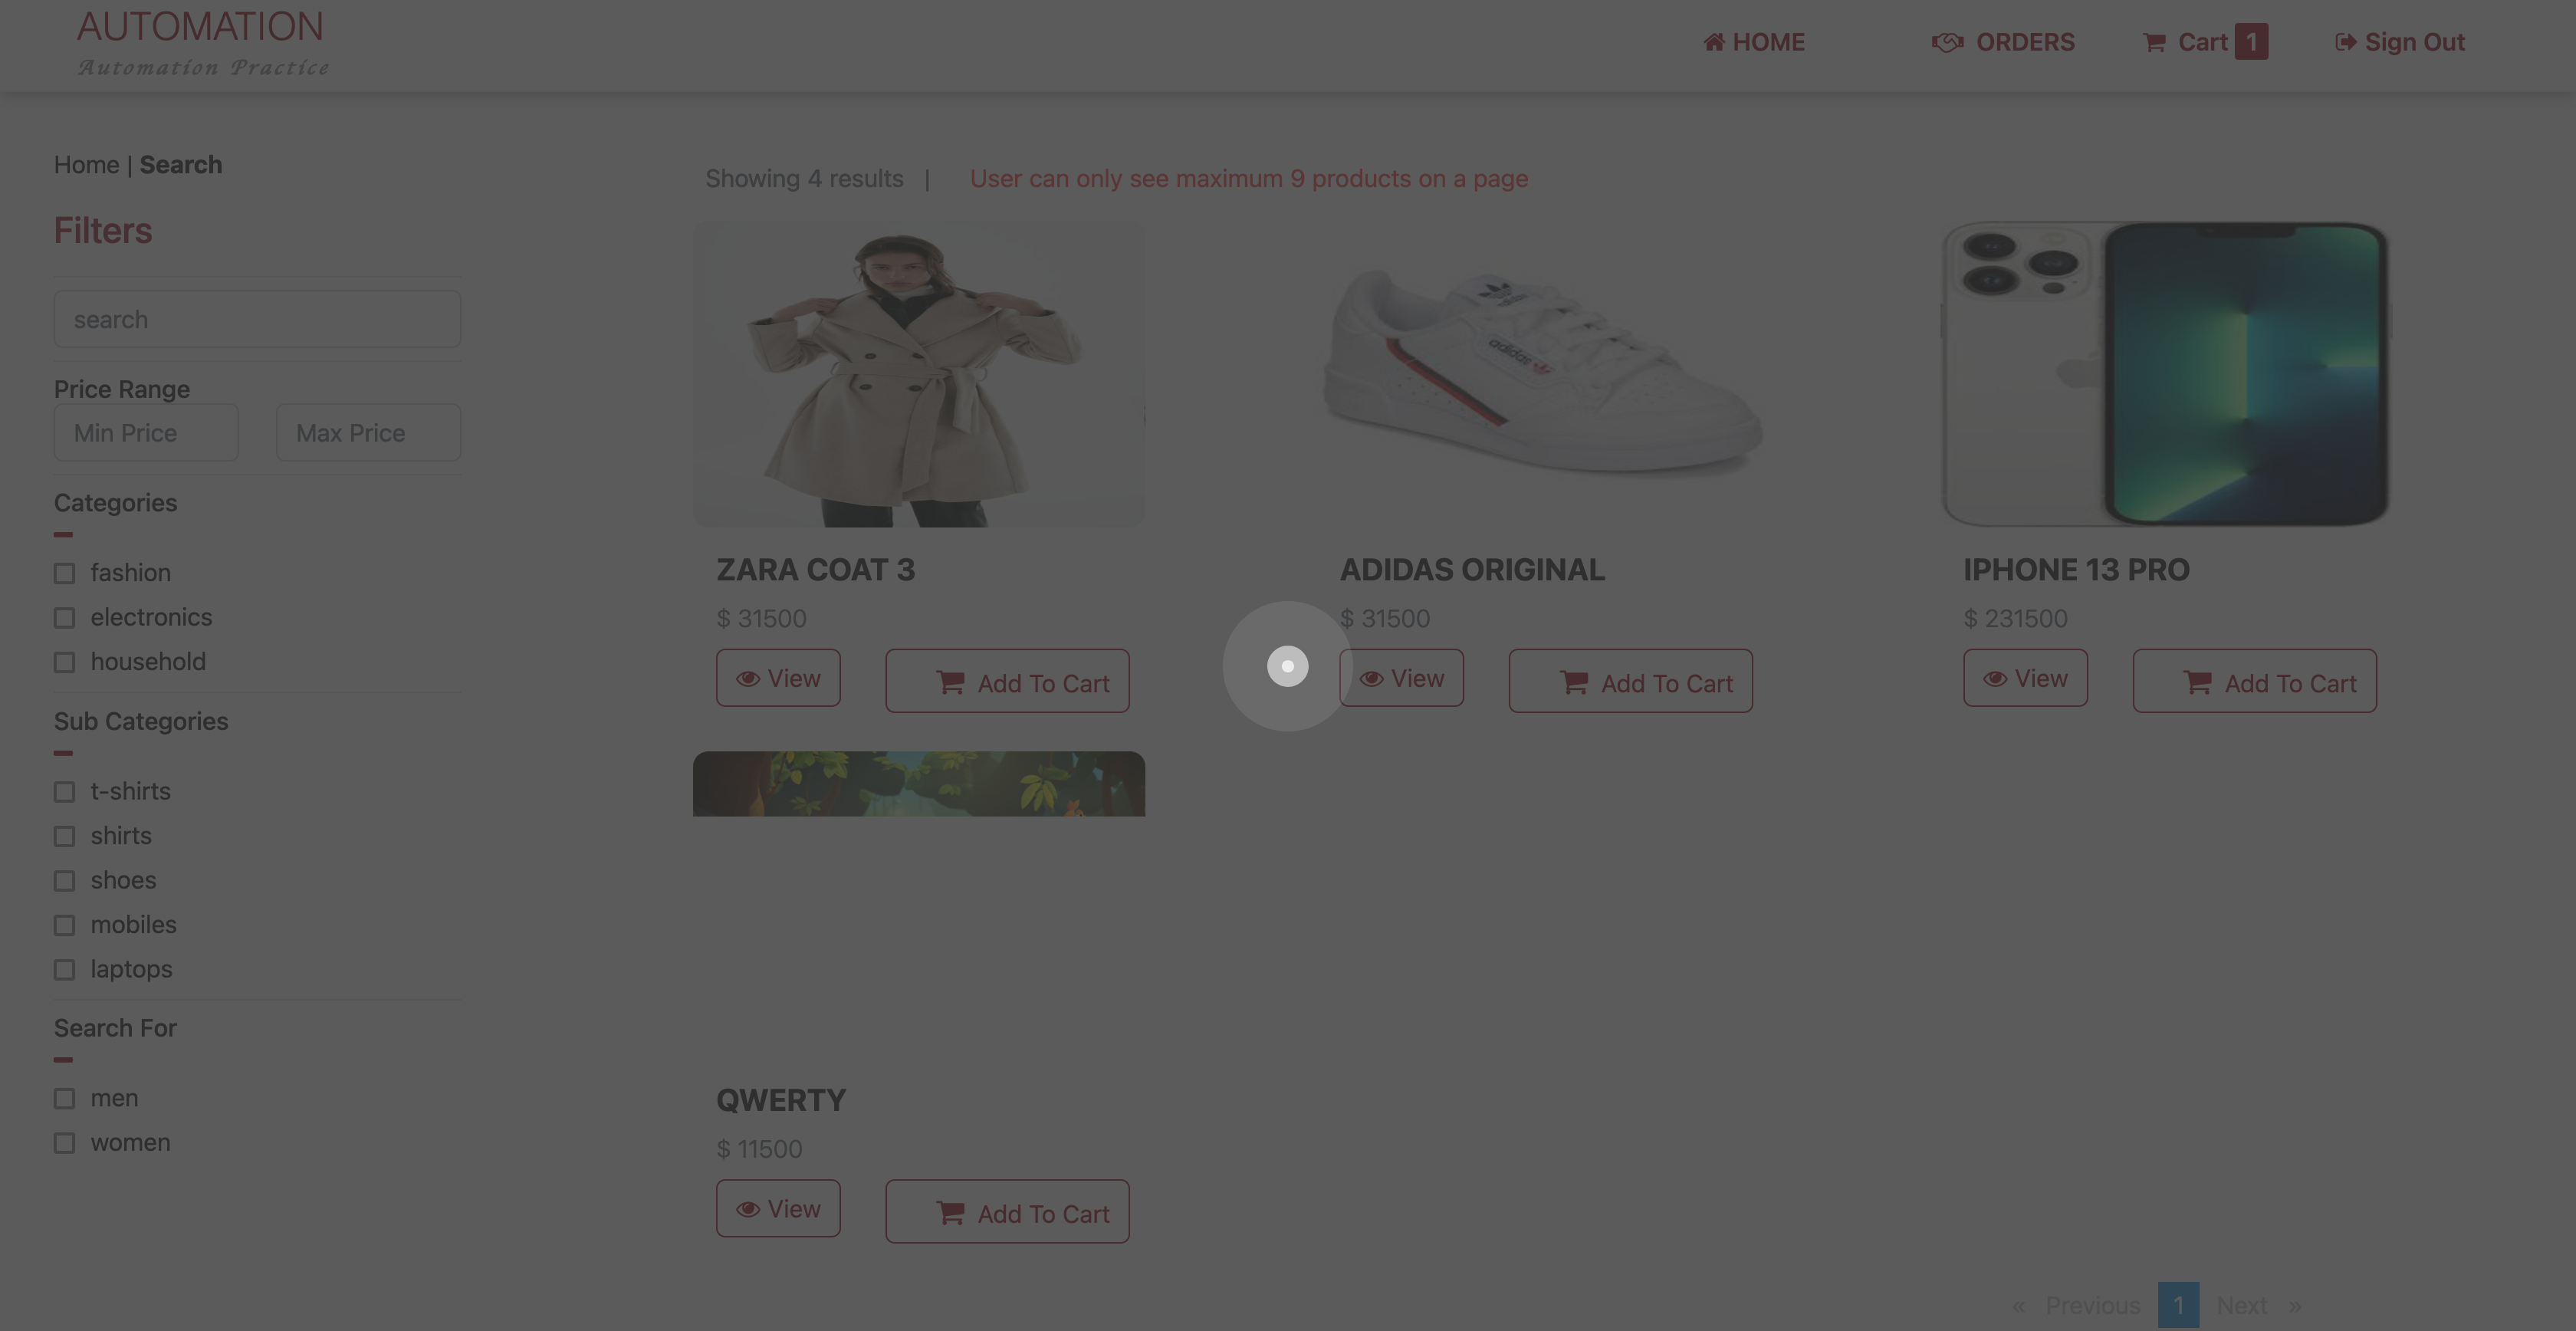 AUTOMATION
Automation Practice
HOME
ORDERS
Cart 1
Sign Out
Home | Search
Showing 4 results | User can only see maximum 9 products on a page
Filters
search
Price Range
Min Price Max Price
Categories
fashion
electronics
household
Sub Categories
t-shirts
shirts
shoes
mobiles
laptops
Search For
men
women
adidas
ZARA COAT 3
$ 31500
View Add To Cart
ADIDAS ORIGINAL
$ 31500
View Add To Cart
IPHONE 13 PRO
$ 231500
View Add To Cart
QWERTY
$ 11500
View Add To Cart
« Previous 1 Next »